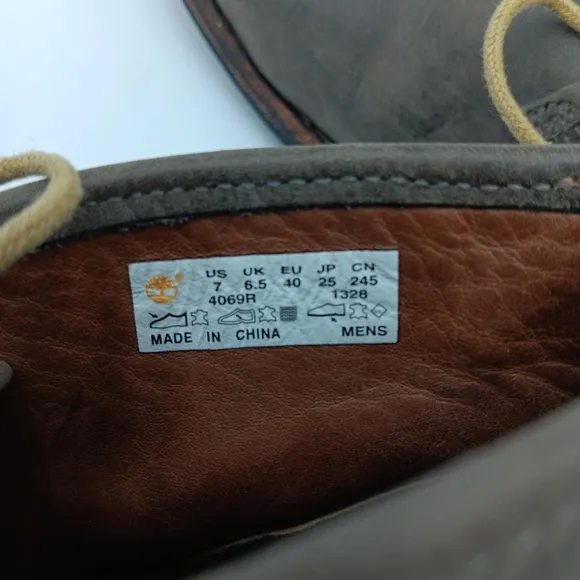 US UK EU JP CN
7 6.5 40 25 245
4069R 1328
MADE IN CHINA MENS